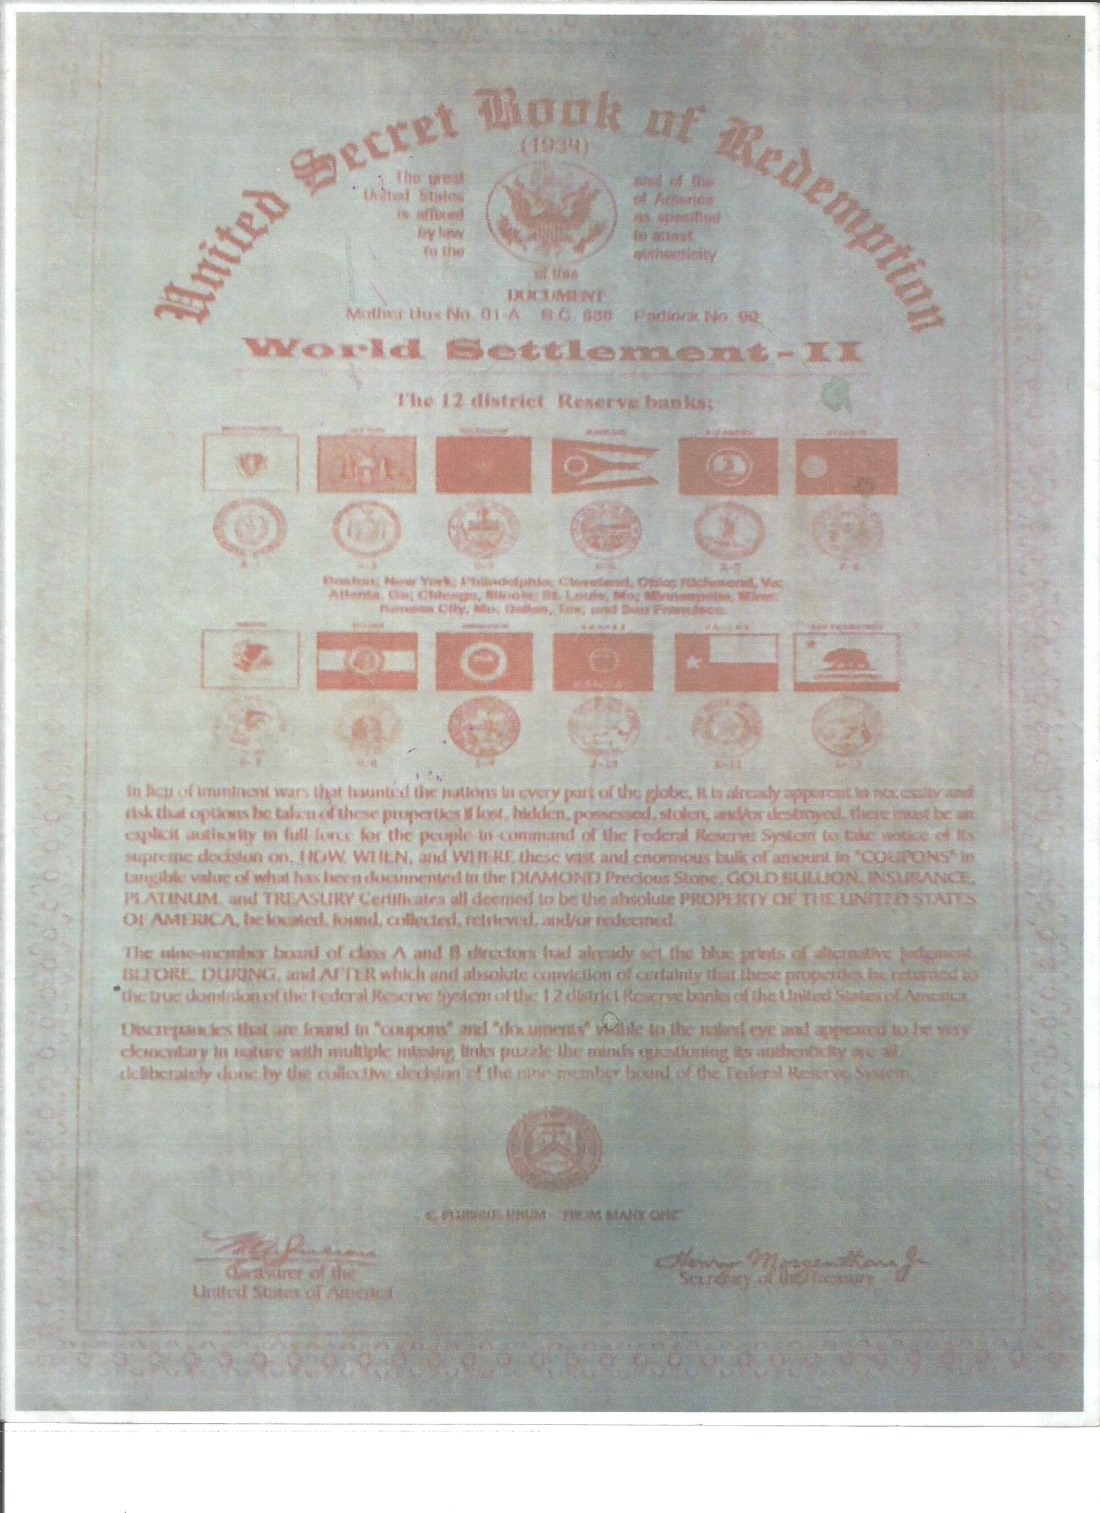 United Secret Book of Redemption
(1934)
The great seal of the
United States of America
is affixed as specified
by law to attest
to the authenticity
of this
DOCUMENT
Mother Box No. 01-A S.C. 886 Padlock No. 99
World Settlement-II
The 12 district Reserve banks;
Boston; New York; Philadelphia; Cleveland, Ohio; Richmond, Va;
Atlanta, Ga; Chicago, Illinois; St. Louis, Mo; Minneapolis, Minn;
Kansas City, Mo; Dallas, Tex; and San Francisco.
KANSAS
J-10
K-11
In lieu of imminent wars that haunted the nations in every part of the globe, it is already apparent in necessity and
risk that options be taken of these properties if lost, hidden, possessed, stolen, and/or destroyed, there must be an
explicit authority in full-force for the people-in-command of the Federal Reserve System to take notice of its
supreme decision on, HOW, WHEN, and WHERE these vast and enormous bulk of amount in "COUPONS" in
tangible value of what has been documented in the DIAMOND Precious Stone, GOLD BULLION, INSURANCE,
PLATINUM, and TREASURY Certificates all deemed to be the absolute PROPERTY OF THE UNITED STATES
OF AMERICA, be located, found, collected, retrieved, and/or redeemed.
The nine-member board of class A and B directors had already set the blue prints of alternative judgment
BEFORE, DURING, and AFTER which and absolute conviction of certainty that these properties be returned to
the true dominion of the Federal Reserve System of the 12 district Reserve banks of the United States of America.
Discrepancies that are found in "coupons" and "documents" visible to the naked eye and appeared to be very
elementary in nature with multiple missing links puzzle the minds questioning its authenticity are all
deliberately done by the collective decision of the nine-member board of the Federal Reserve System.
E PLURIBUS UNUM "FROM MANY ONE"
Treasurer of the
United States of America
Henry Morgenthau Jr
Secretary of the Treasury